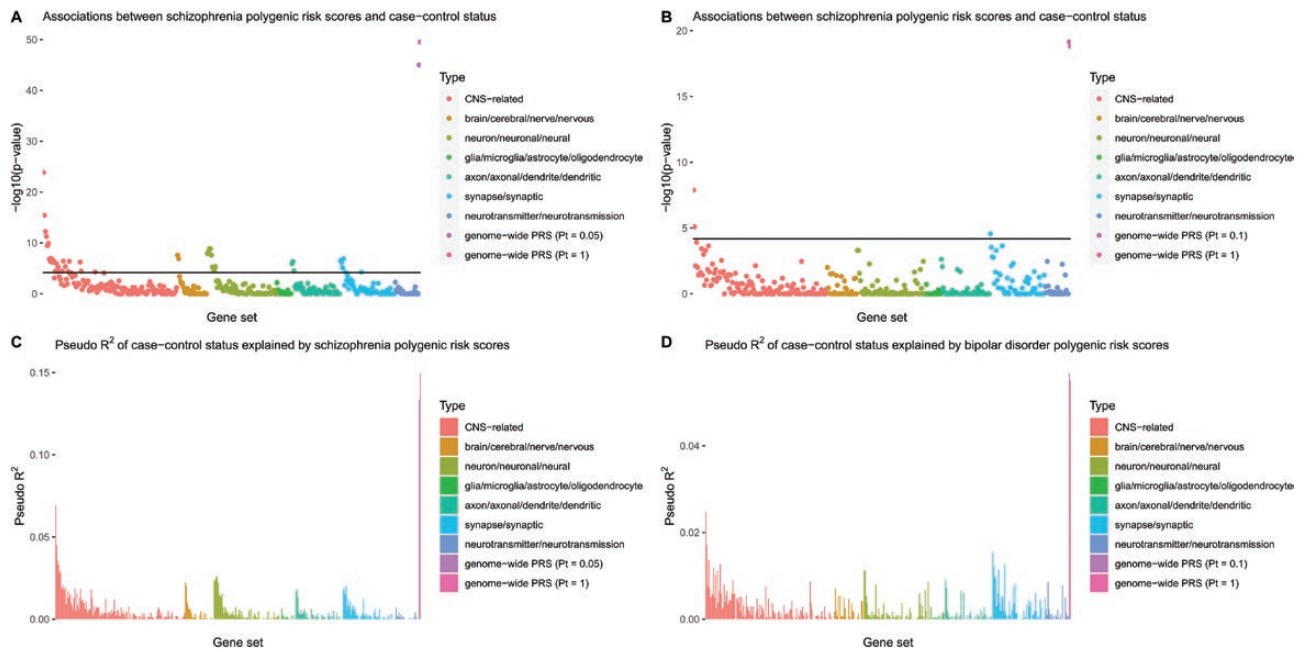 A Associations between schizophrenia polygenic risk scores and case−control status
50
40
30
20
10
0
−log10(p−value)
Gene set
Type
CNS−related
brain/cerebral/nerve/nervous
neuron/neuronal/neural
glia/microglia/astrocyte/oligodendrocyte
axon/axonal/dendrite/dendritic
synapse/synaptic
neurotransmitter/neurotransmission
genome−wide PRS (Pt = 0.05)
genome−wide PRS (Pt = 1)
B Associations between schizophrenia polygenic risk scores and case−control status
20
15
10
5
0
−log10(p−value)
Gene set
Type
CNS−related
brain/cerebral/nerve/nervous
neuron/neuronal/neural
glia/microglia/astrocyte/oligodendrocyte
axon/axonal/dendrite/dendritic
synapse/synaptic
neurotransmitter/neurotransmission
genome−wide PRS (Pt = 0.1)
genome−wide PRS (Pt = 1)
C Pseudo R² of case−control status explained by schizophrenia polygenic risk scores
0.15
0.10
0.05
0.00
Pseudo R²
Gene set
Type
CNS−related
brain/cerebral/nerve/nervous
neuron/neuronal/neural
glia/microglia/astrocyte/oligodendrocyte
axon/axonal/dendrite/dendritic
synapse/synaptic
neurotransmitter/neurotransmission
genome−wide PRS (Pt = 0.05)
genome−wide PRS (Pt = 1)
D Pseudo R² of case−control status explained by bipolar disorder polygenic risk scores
0.04
0.02
0.00
Pseudo R²
Gene set
Type
CNS−related
brain/cerebral/nerve/nervous
neuron/neuronal/neural
glia/microglia/astrocyte/oligodendrocyte
axon/axonal/dendrite/dendritic
synapse/synaptic
neurotransmitter/neurotransmission
genome−wide PRS (Pt = 0.1)
genome−wide PRS (Pt = 1)